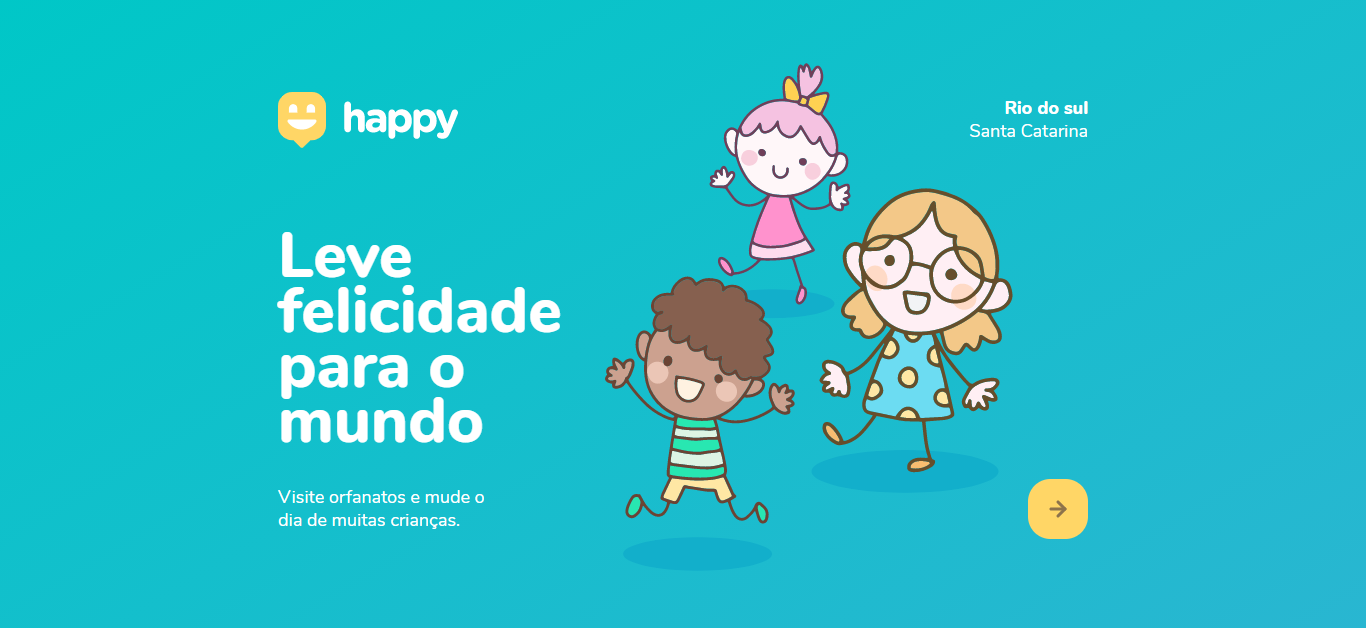 happy
Rio do sul
Santa Catarina
Leve
felicidade
para o
mundo
Visite orfanatos e mude o
dia de muitas crianças.